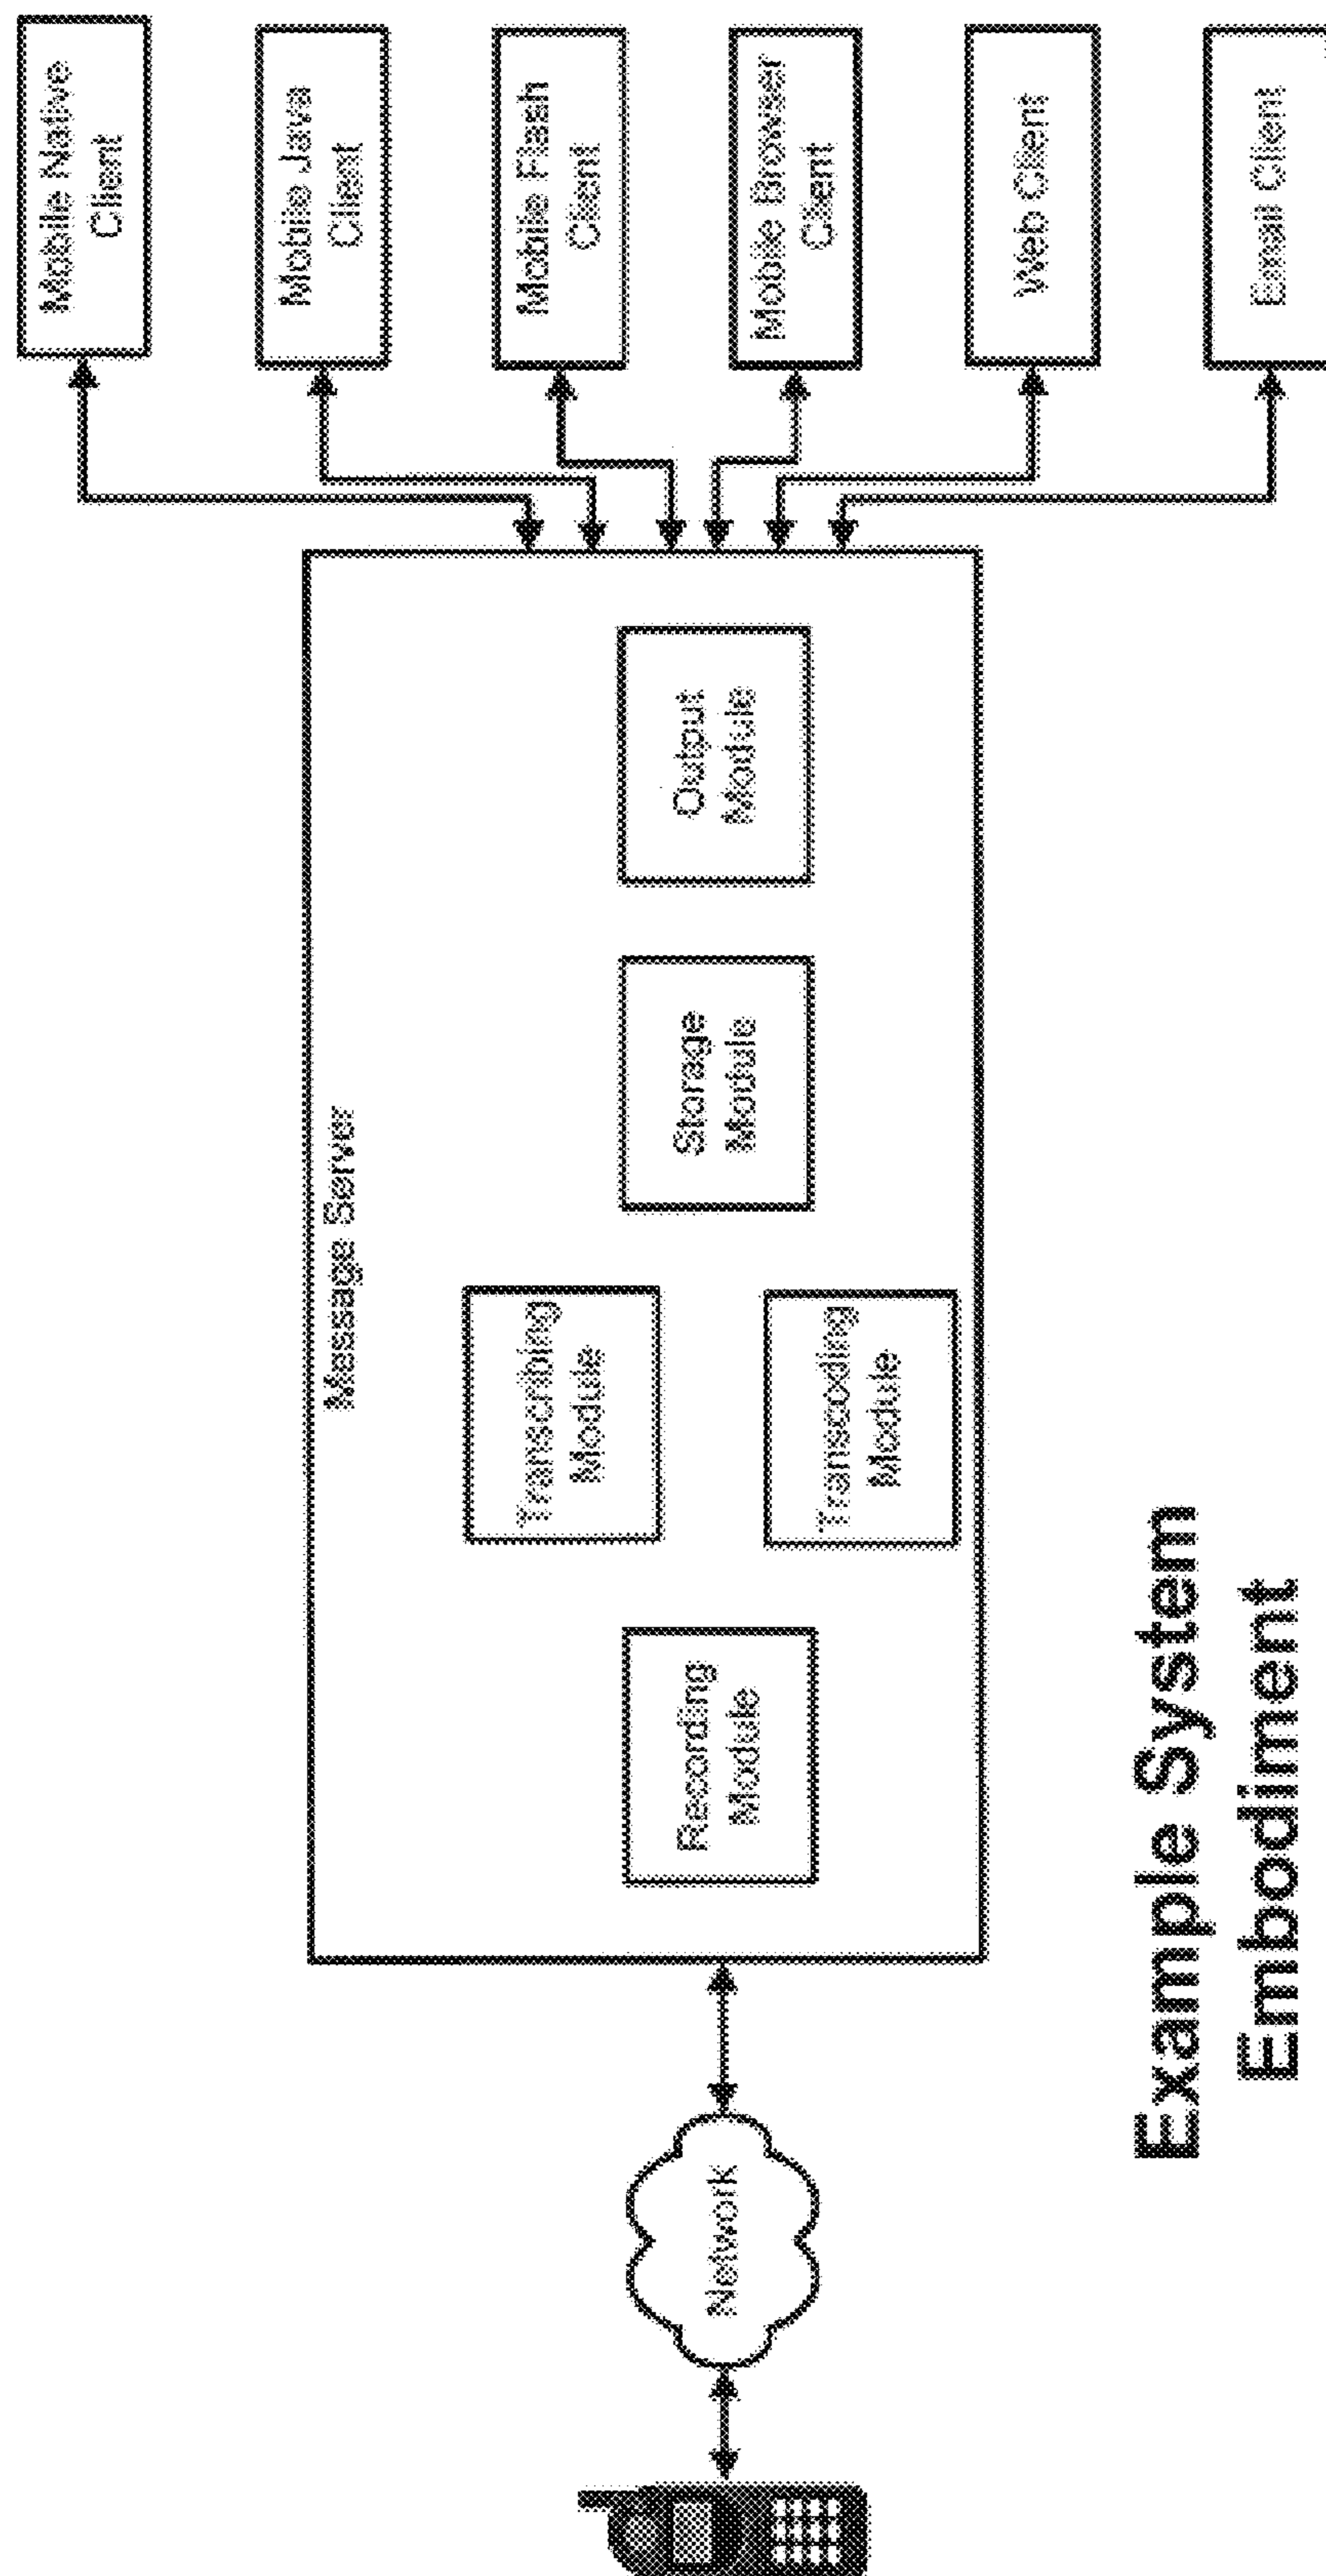 Message Server
Network
Recording
Module
Transcribing
Module
Transcoding
Module
Storage
Module
Output
Module
Mobile Native
Client
Mobile Java
Client
Mobile Flash
Client
Mobile Browser
Client
Web Client
Email Client
Example System
Embodiment